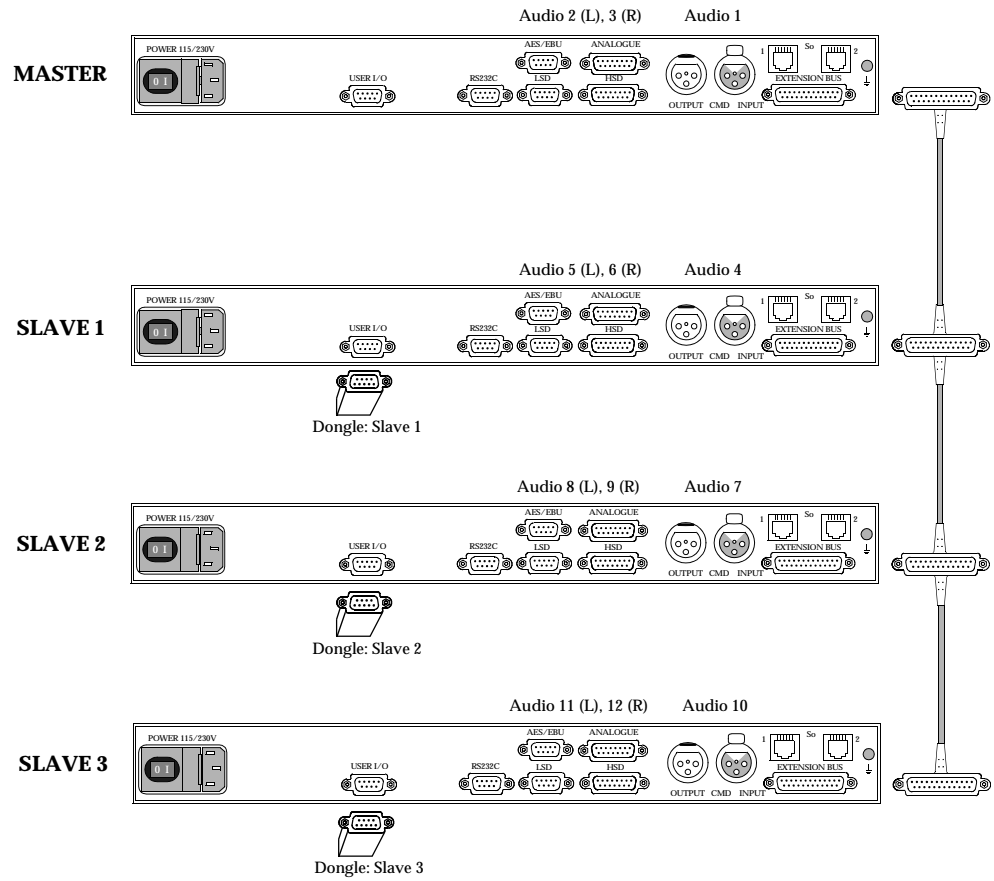 Audio 2 (L), 3 (R) Audio 1
MASTER
POWER 115/230V
0 I
USER I/O
RS232C
AES/EBU ANALOGUE
LSD HSD
OUTPUT CMD INPUT
1 So 2
EXTENSION BUS
Audio 5 (L), 6 (R) Audio 4
SLAVE 1
POWER 115/230V
0 I
USER I/O
RS232C
AES/EBU ANALOGUE
LSD HSD
OUTPUT CMD INPUT
1 So 2
EXTENSION BUS
Dongle: Slave 1
Audio 8 (L), 9 (R) Audio 7
SLAVE 2
POWER 115/230V
0 I
USER I/O
RS232C
AES/EBU ANALOGUE
LSD HSD
OUTPUT CMD INPUT
1 So 2
EXTENSION BUS
Dongle: Slave 2
Audio 11 (L), 12 (R) Audio 10
SLAVE 3
POWER 115/230V
0 I
USER I/O
RS232C
AES/EBU ANALOGUE
LSD HSD
OUTPUT CMD INPUT
1 So 2
EXTENSION BUS
Dongle: Slave 3